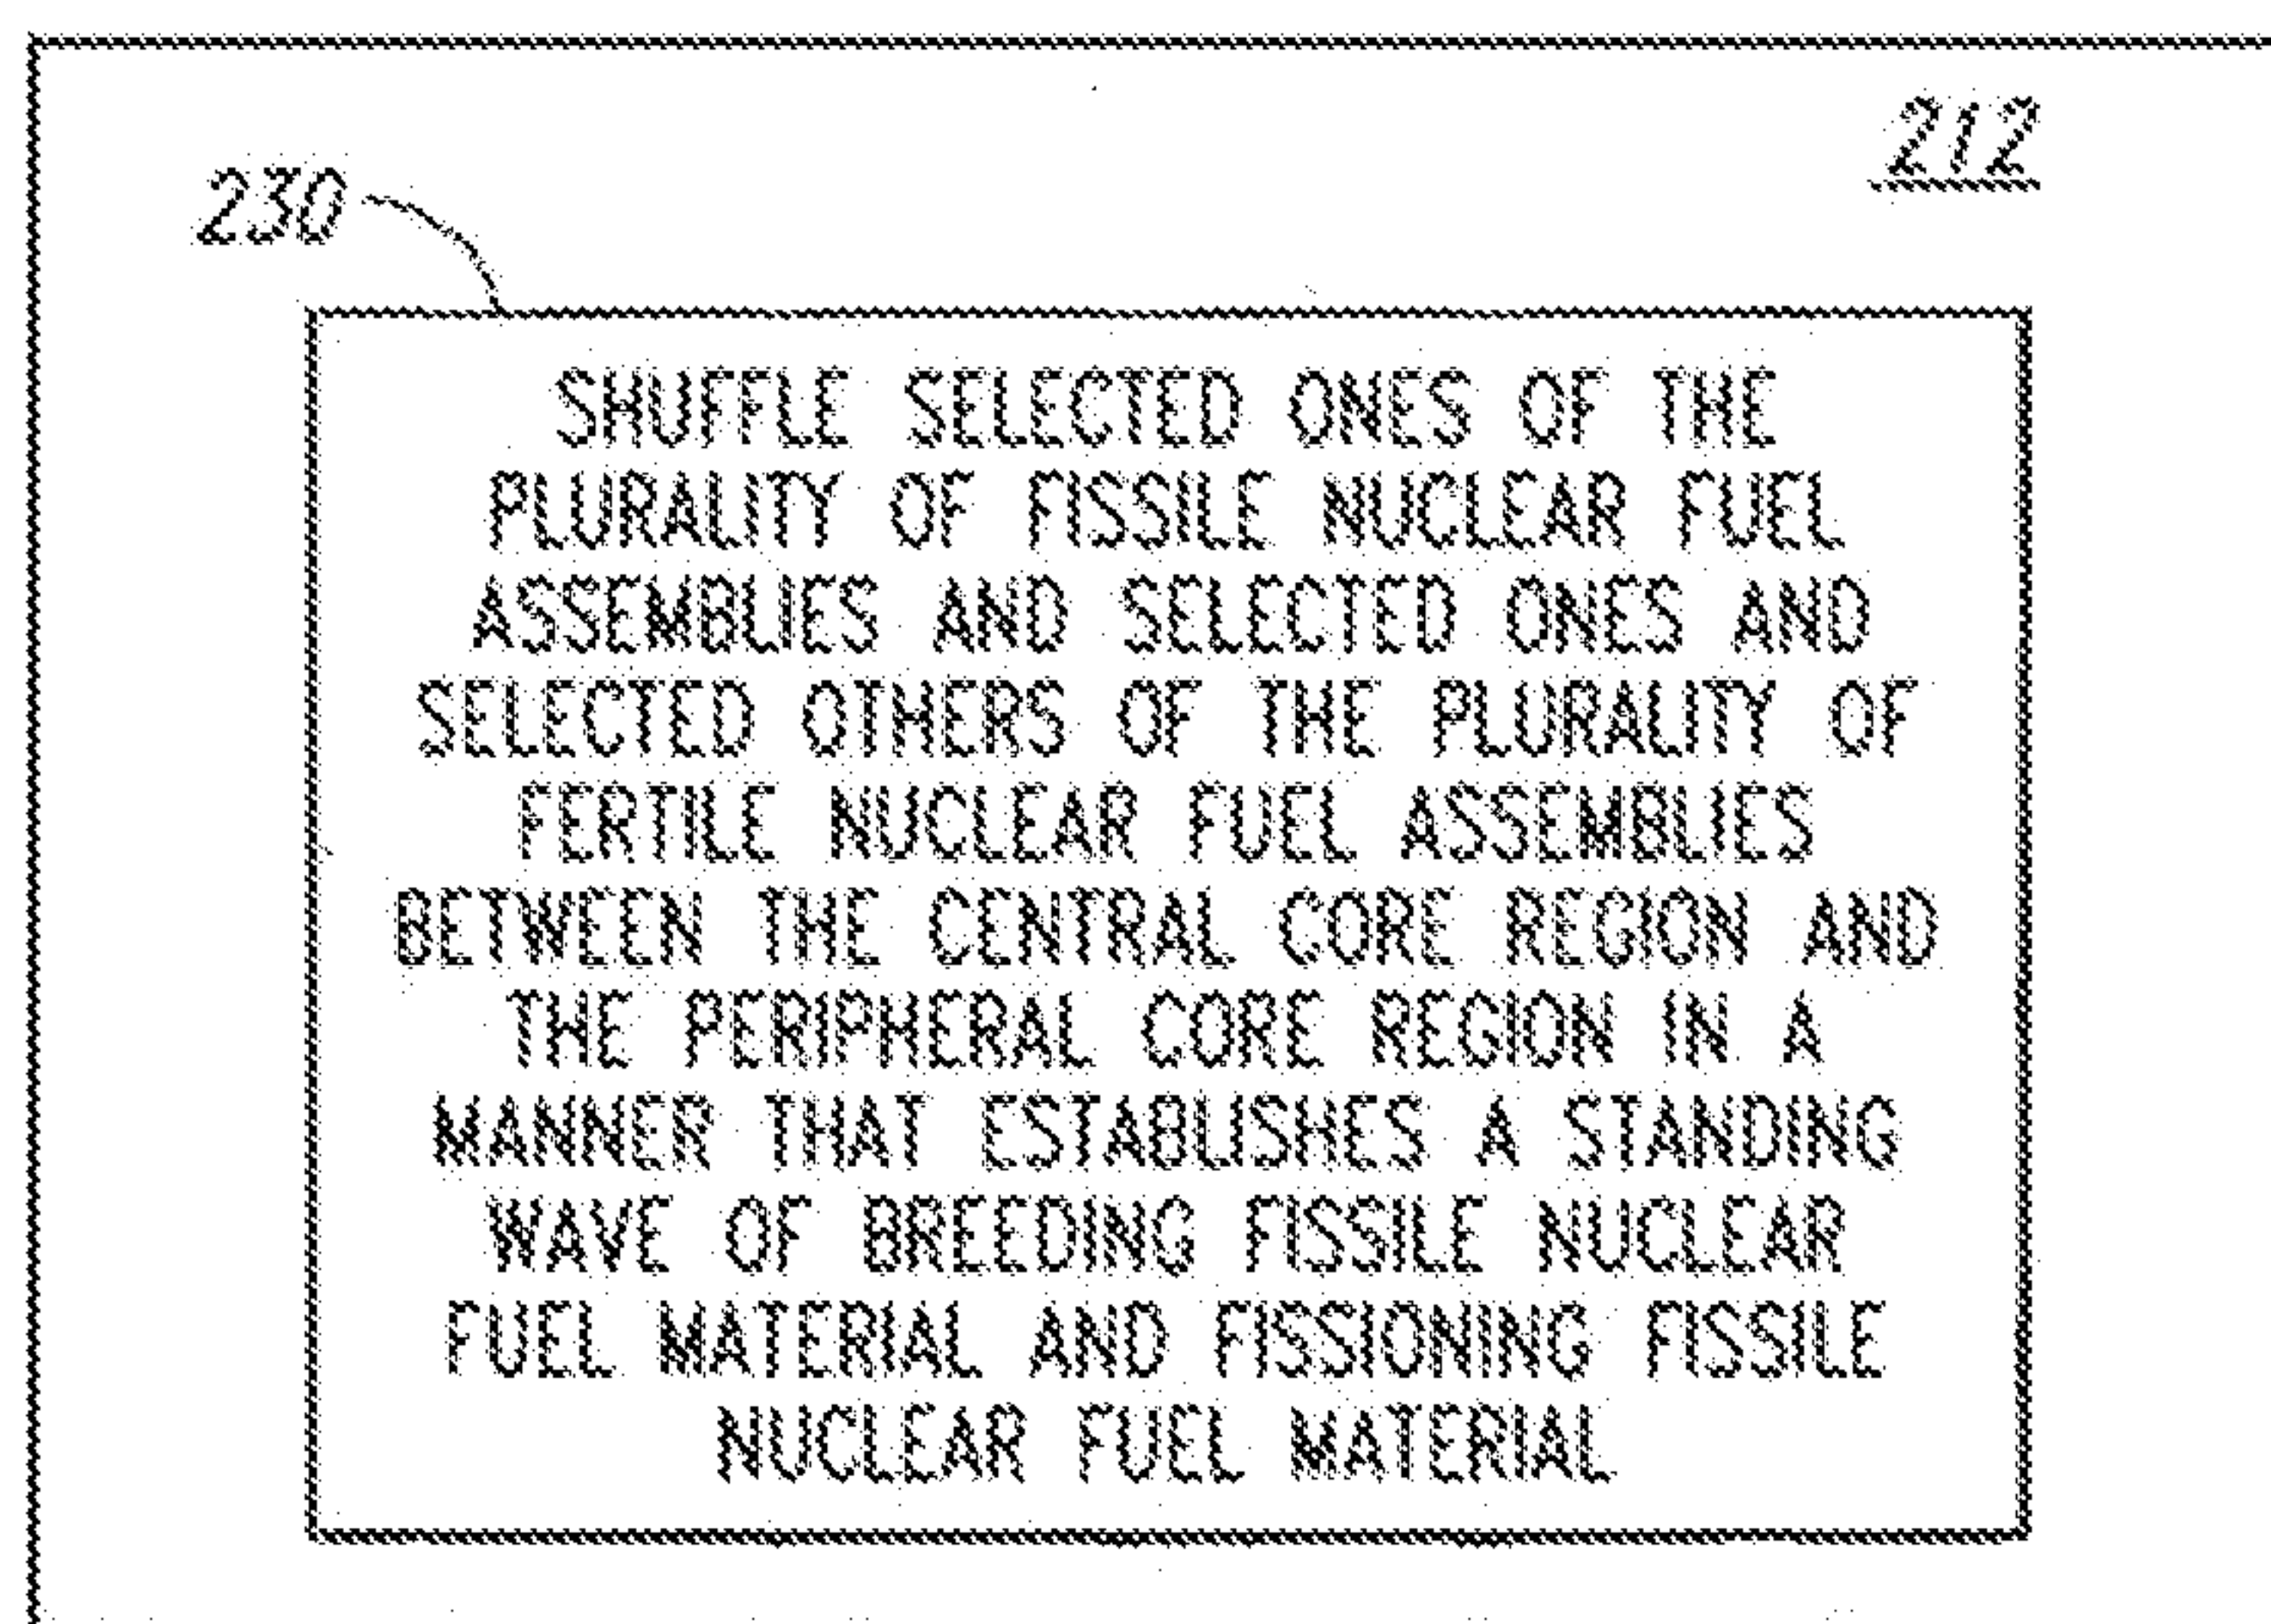 212
230
SHUFFLE SELECTED ONES OF THE
PLURALITY OF FISSILE NUCLEAR FUEL
ASSEMBLIES AND SELECTED ONES AND
SELECTED OTHERS OF THE PLURALITY OF
FERTILE NUCLEAR FUEL ASSEMBLIES
BETWEEN THE CENTRAL CORE REGION AND
THE PERIPHERAL CORE REGION IN A
MANNER THAT ESTABLISHES A STANDING
WAVE OF BREEDING FISSILE NUCLEAR
FUEL MATERIAL AND FISSIONING FISSILE
NUCLEAR FUEL MATERIAL